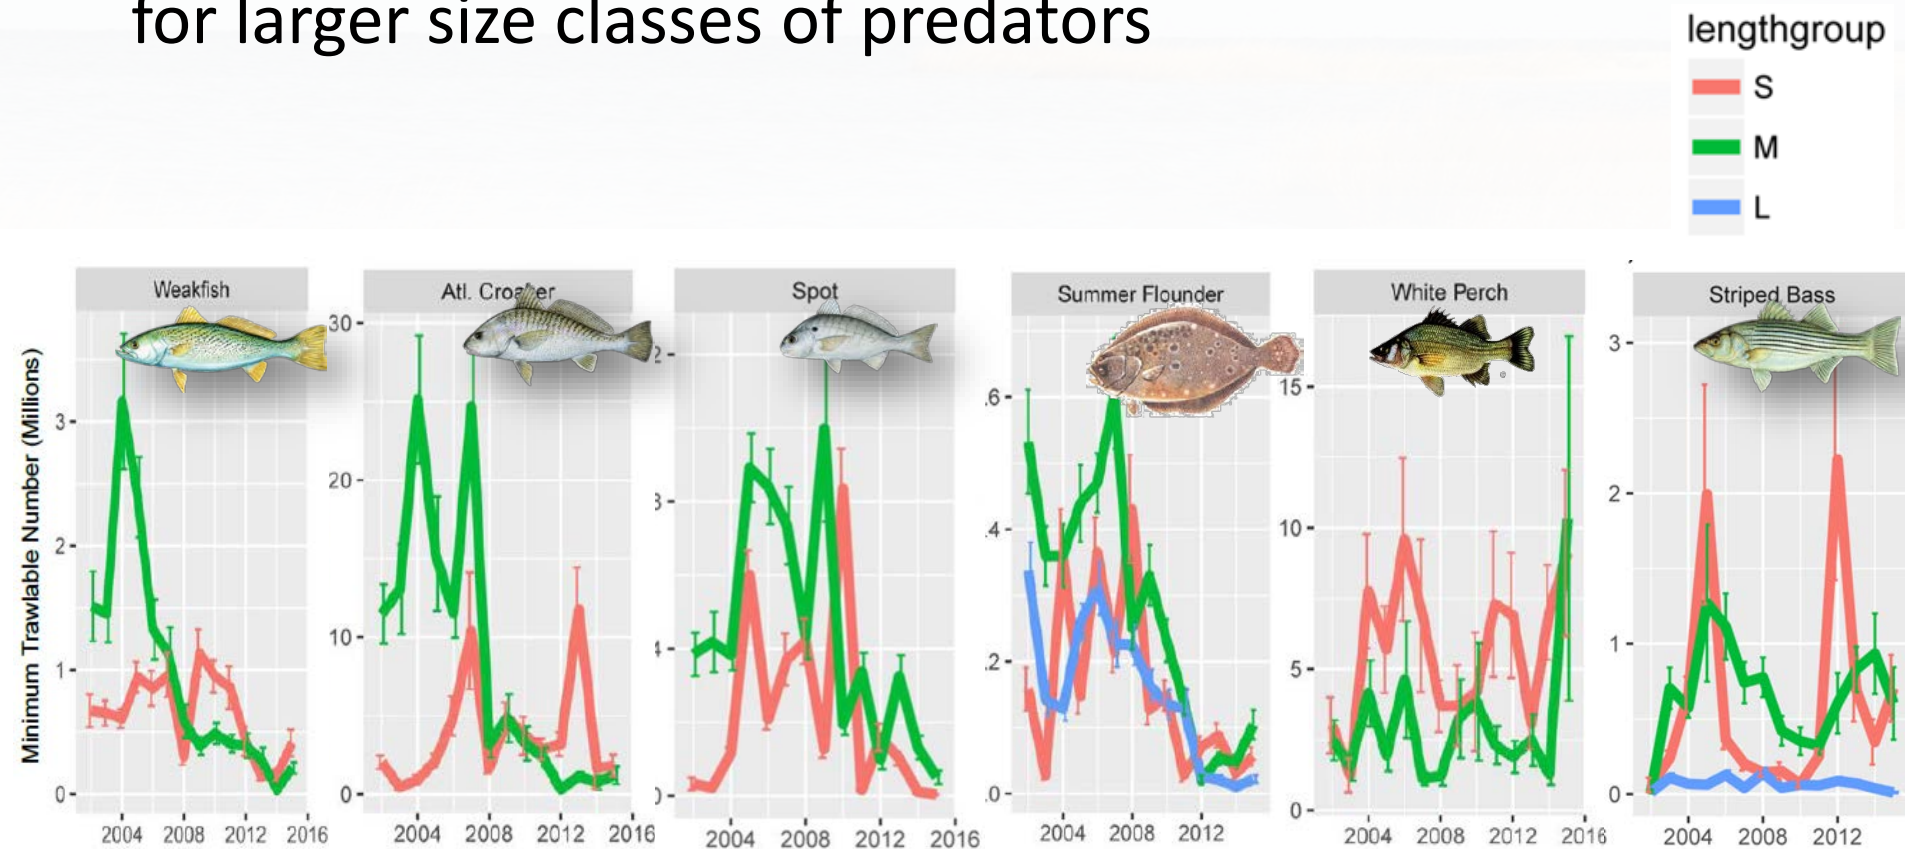 for larger size classes of predators
lengthgroup
S
M
L
Minimum Trawlable Number (Millions)
Weakfish
3
2
1
0
2004 2008 2012 2016
Atl. Croaker
30
20
10
0
2004 2008 2012 2016
Spot
2004 2008 2012 2016
Summer Flounder
.6
.4
.2
.0
2004 2008 2012
White Perch
15
10
5
0
2004 2008 2012 2016
Striped Bass
3
2
1
0
2004 2008 2012